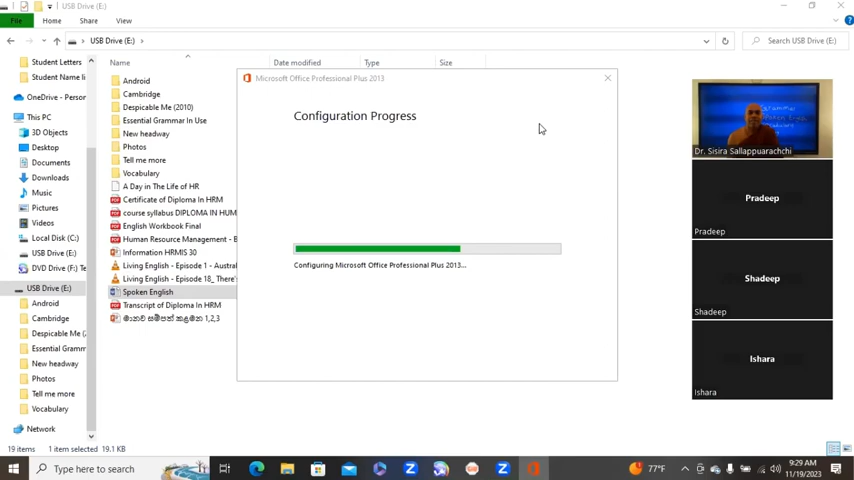 USB Drive (E:)
File Home Share View
USB Drive (E:)
Search USB Drive (E:)
Student Letters
Student Name li
OneDrive - Person
This PC
3D Objects
Desktop
Documents
Downloads
Music
Pictures
Videos
Local Disk (C:)
USB Drive (E:)
DVD Drive (F:) Te
USB Drive (E:)
Android
Cambridge
Despicable Me (
Essential Gramm
New headway
Photos
Tell me more
Vocabulary
Network
Name Date modified Type Size
Android
Cambridge
Despicable Me (2010)
Essential Grammar In Use
New headway
Photos
Tell me more
Vocabulary
A Day in The Life of HR
Certificate of Diploma In HRM
course syllabus DIPLOMA IN HUM
English Workbook Final
Human Resource Management - B
Information HRMIS 30
Living English - Episode 1 - Austral
Living English - Episode 18_ There'
Spoken English
Transcript of Diploma In HRM
මානව සම්පත් කළමන 1,2,3
Microsoft Office Professional Plus 2013
Configuration Progress
Configuring Microsoft Office Professional Plus 2013...
Grammar
Dr. Sisira Sallappuarachchi
Pradeep
Pradeep
Shadeep
Shadeep
Ishara
Ishara
19 items 1 item selected 19.1 KB
Type here to search
77°F
9:29 AM
11/19/2023